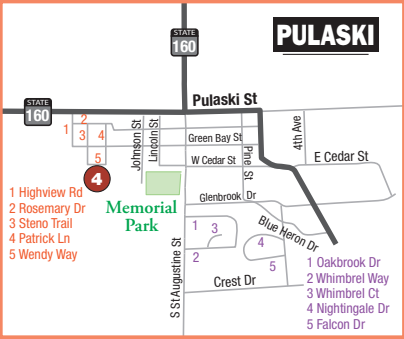 STATE
160
PULASKI
STATE
160
Pulaski St
2
1
3
4
5
4
Johnson St
Lincoln St
Green Bay St
W Cedar St
Pine St
4th Ave
E Cedar St
Glenbrook Dr
Blue Heron Dr
Memorial
Park
S St Augustine St
1
3
2
4
5
Crest Dr
1 Highview Rd
2 Rosemary Dr
3 Steno Trail
4 Patrick Ln
5 Wendy Way
1 Oakbrook Dr
2 Whimbrel Way
3 Whimbrel Ct
4 Nightingale Dr
5 Falcon Dr